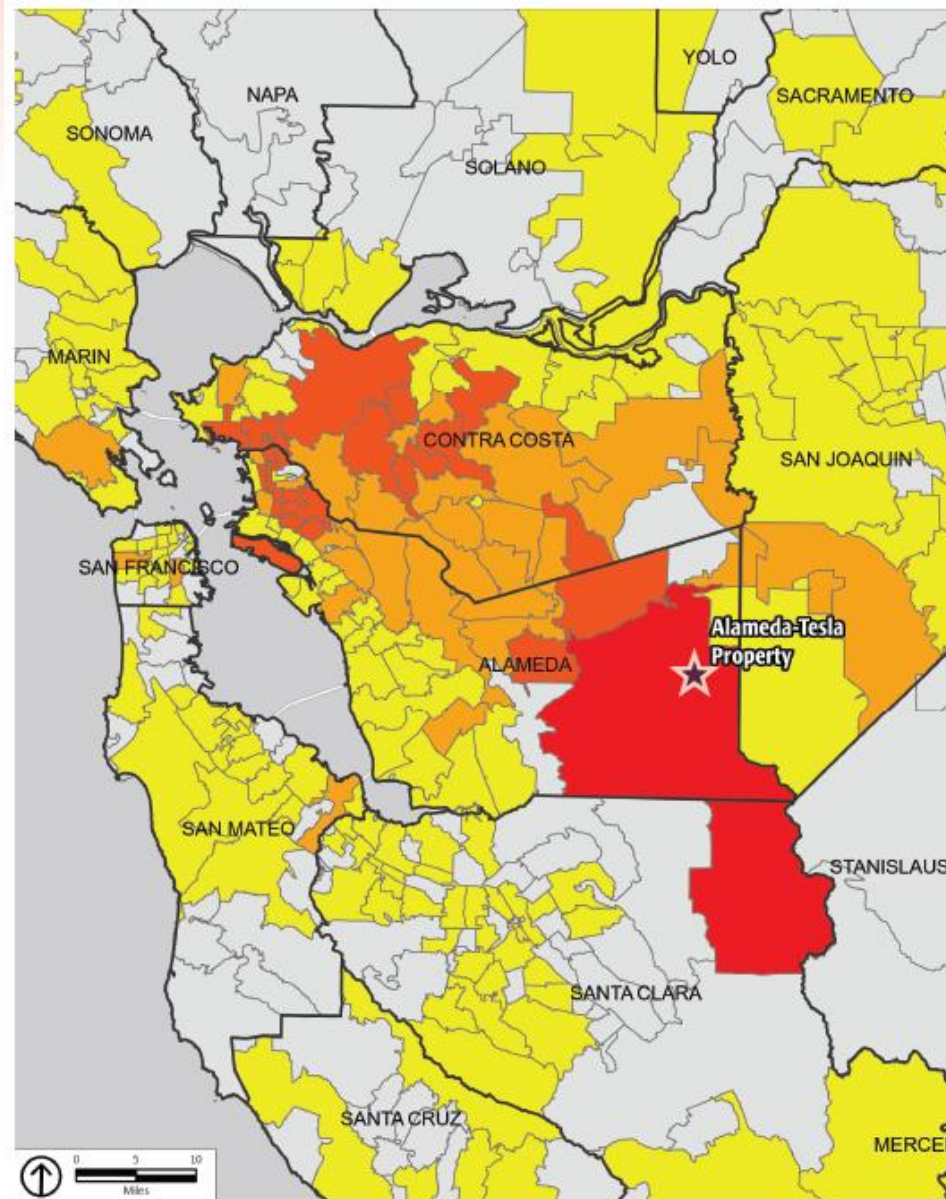 YOLO
NAPA
SACRAMENTO
SONOMA
SOLANO
MARIN
CONTRA COSTA
SAN JOAQUIN
SAN FRANCISCO
Alameda-Tesla
Property
ALAMEDA
SAN MATEO
STANISLAUS
SANTA CLARA
SANTA CRUZ
MERCE
0 5 10
Miles